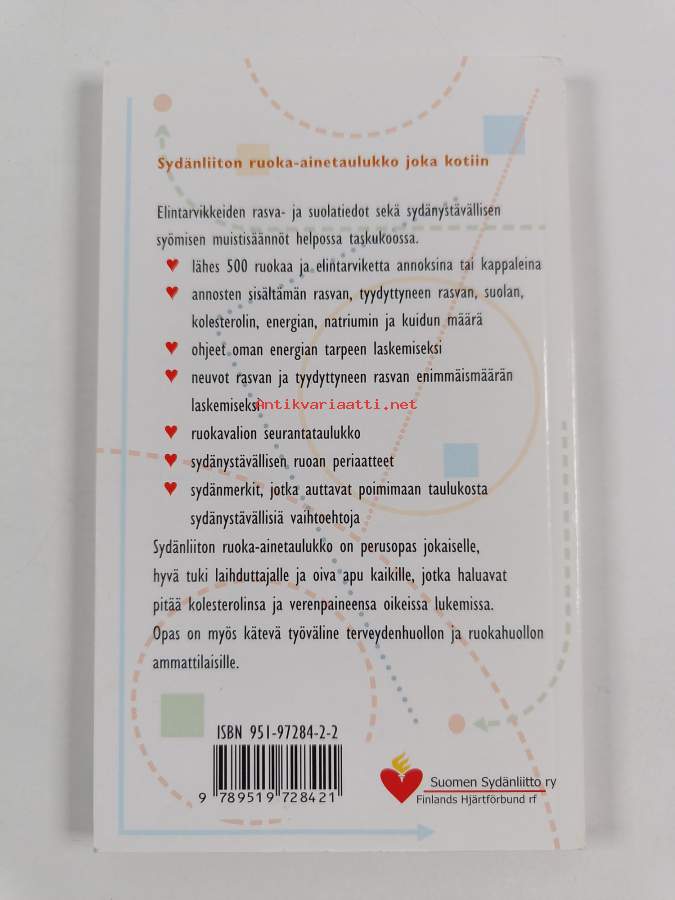 Sydänliiton ruoka-ainetaulukko joka kotiin
Elintarvikkeiden rasva- ja suolatiedot sekä sydänystävällisen
syömisen muistisäännöt helpossa taskukoossa.
lähes 500 ruokaa ja elintarviketta annoksina tai kappaleina
annosten sisältämän rasvan, tyydyttyneen rasvan, suolan,
kolesterolin, energian, natriumin ja kuidun määrä
ohjeet oman energian tarpeen laskemiseksi
neuvot rasvan ja tyydyttyneen rasvan enimmäismäärän
laskemiseksi
Antikvariaatti.net
ruokavalion seurantataulukko
sydänystävällisen ruoan periaatteet
sydänmerkit, jotka auttavat poimimaan taulukosta
sydänystävällisiä vaihtoehtoja
Sydänliiton ruoka-ainetaulukko on perusopas jokaiselle,
hyvä tuki laihduttajalle ja oiva apu kaikille, jotka haluavat
pitää kolesterolinsa ja verenpaineensa oikeissa lukemissa.
Opas on myös kätevä työväline terveydenhuollon ja ruokahuollon
ammattilaisille.
ISBN 951-97284-2-2
9 789519 728421
Suomen Sydänliitto ry
Finlands Hjärtförbund rf